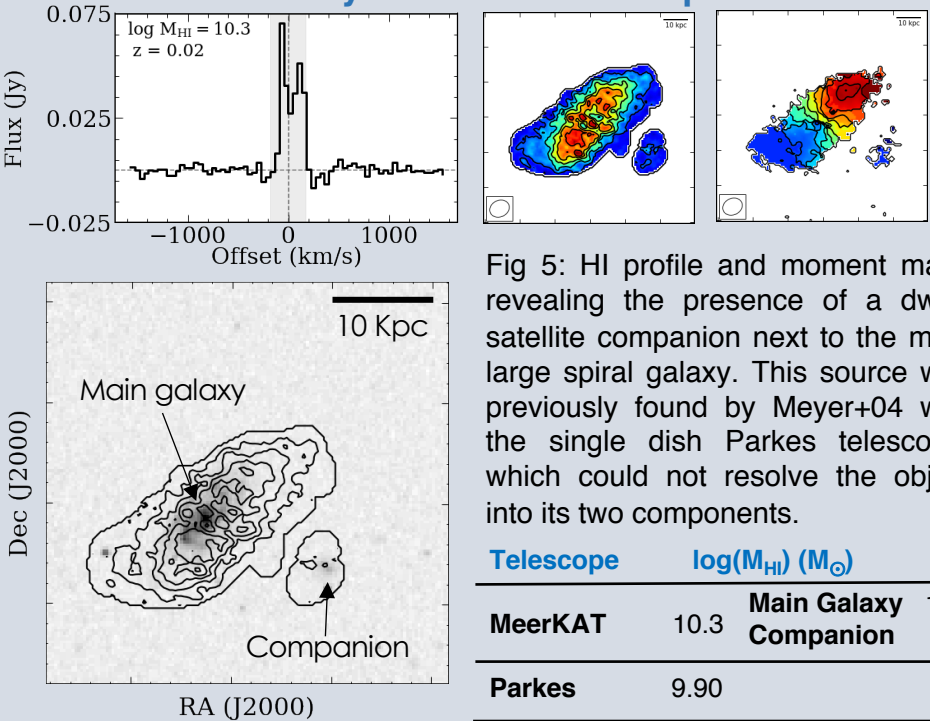 0.075
0.025
−0.025
Flux (Jy)
log M_HI = 10.3
z = 0.02
−1000 0 1000
Offset (km/s)
10 kpc
10 kpc
10 Kpc
Main galaxy
Companion
Dec (J2000)
RA (J2000)
Fig 5: HI profile and moment
revealing the presence of a
satellite companion next to the
large spiral galaxy. This source
previously found by Meyer+04
the single dish Parkes
which could not resolve the
into its two components.
Telescope log(M_HI) (M_⊙)
MeerKAT 10.3 Main Galaxy
Companion
Parkes 9.90